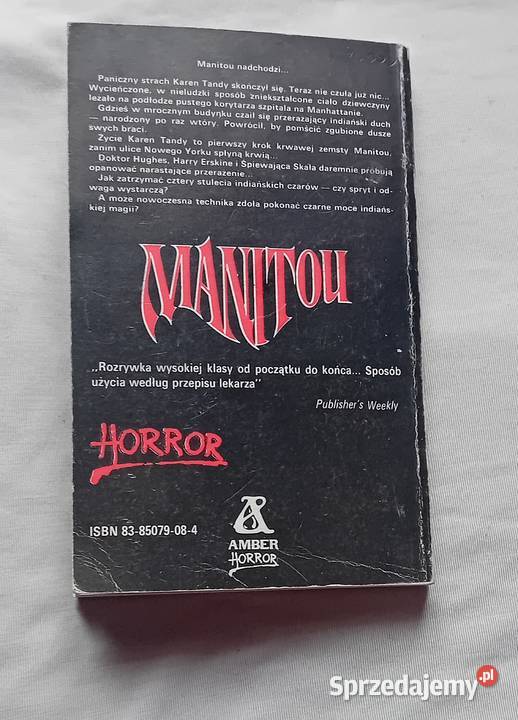 Manitou nadchodzi...
Paniczny strach Karen Tandy skończył się. Teraz nie czuła już nic...
Wycieńczone, w nieludzki sposób zniekształcone ciało dziewczyny
leżało na podłodze pustego korytarza szpitala na Manhattanie.
Gdzieś w mrocznym budynku czaił się przerażający indiański duch
— narodzony po raz wtóry. Powrócił, by pomścić zgubione dusze
swych braci.
Życie Karen Tandy to pierwszy krok krwawej zemsty Manitou,
zanim ulice Nowego Yorku spłyną krwią...
Doktor Hughes, Harry Erskine i Śpiewająca Skała daremnie próbują
opanować narastające przerażenie...
Jak zatrzymać cztery stulecia indiańskich czarów — czy spryt i od-
waga wystarczą?
A może nowoczesna technika zdoła pokonać czarne moce indiańs-
kiej magii?
MANITOU
„Rozrywka wysokiej klasy od początku do końca... Sposób
użycia według przepisu lekarza"
Publisher's Weekly
HORROR
ISBN 83-85079-08-4
AMBER
HORROR
Sprzedajemy.pl